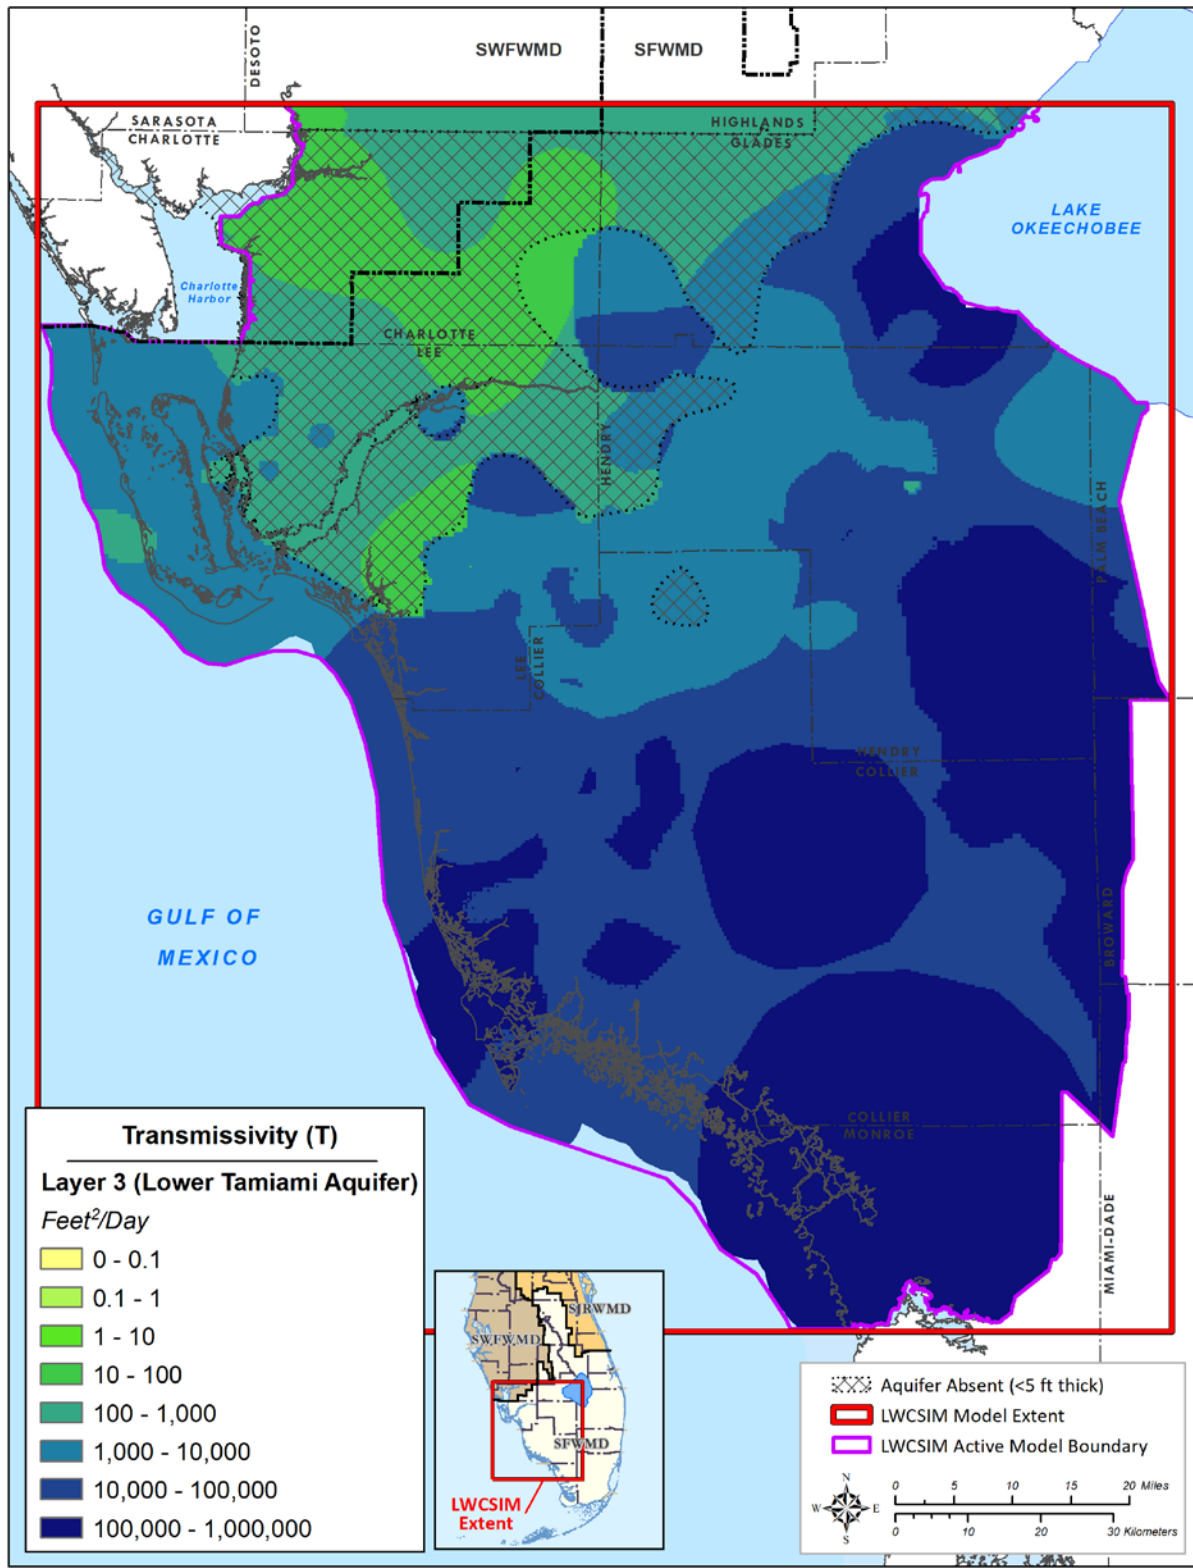 SWFWMD
SFWMD
DESOTO
SARASOTA
CHARLOTTE
HIGHLANDS
GLADES
LAKE
OKEECHOBEE
Charlotte
Harbor
CHARLOTTE
LEE
HENDRY
PALM BEACH
LEE
COLLIER
HENDRY
COLLIER
GULF OF
MEXICO
BROWARD
COLLIER
MONROE
MIAMI-DADE
Transmissivity (T)
Layer 3 (Lower Tamiami Aquifer)
Feet²/Day
0 - 0.1
0.1 - 1
1 - 10
10 - 100
100 - 1,000
1,000 - 10,000
10,000 - 100,000
100,000 - 1,000,000
SJRWMD
SWFWMD
SFWMD
LWCSIM
Extent
Aquifer Absent (<5 ft thick)
LWCSIM Model Extent
LWCSIM Active Model Boundary
N
W E
S
0 5 10 15 20 Miles
0 10 20 30 Kilometers